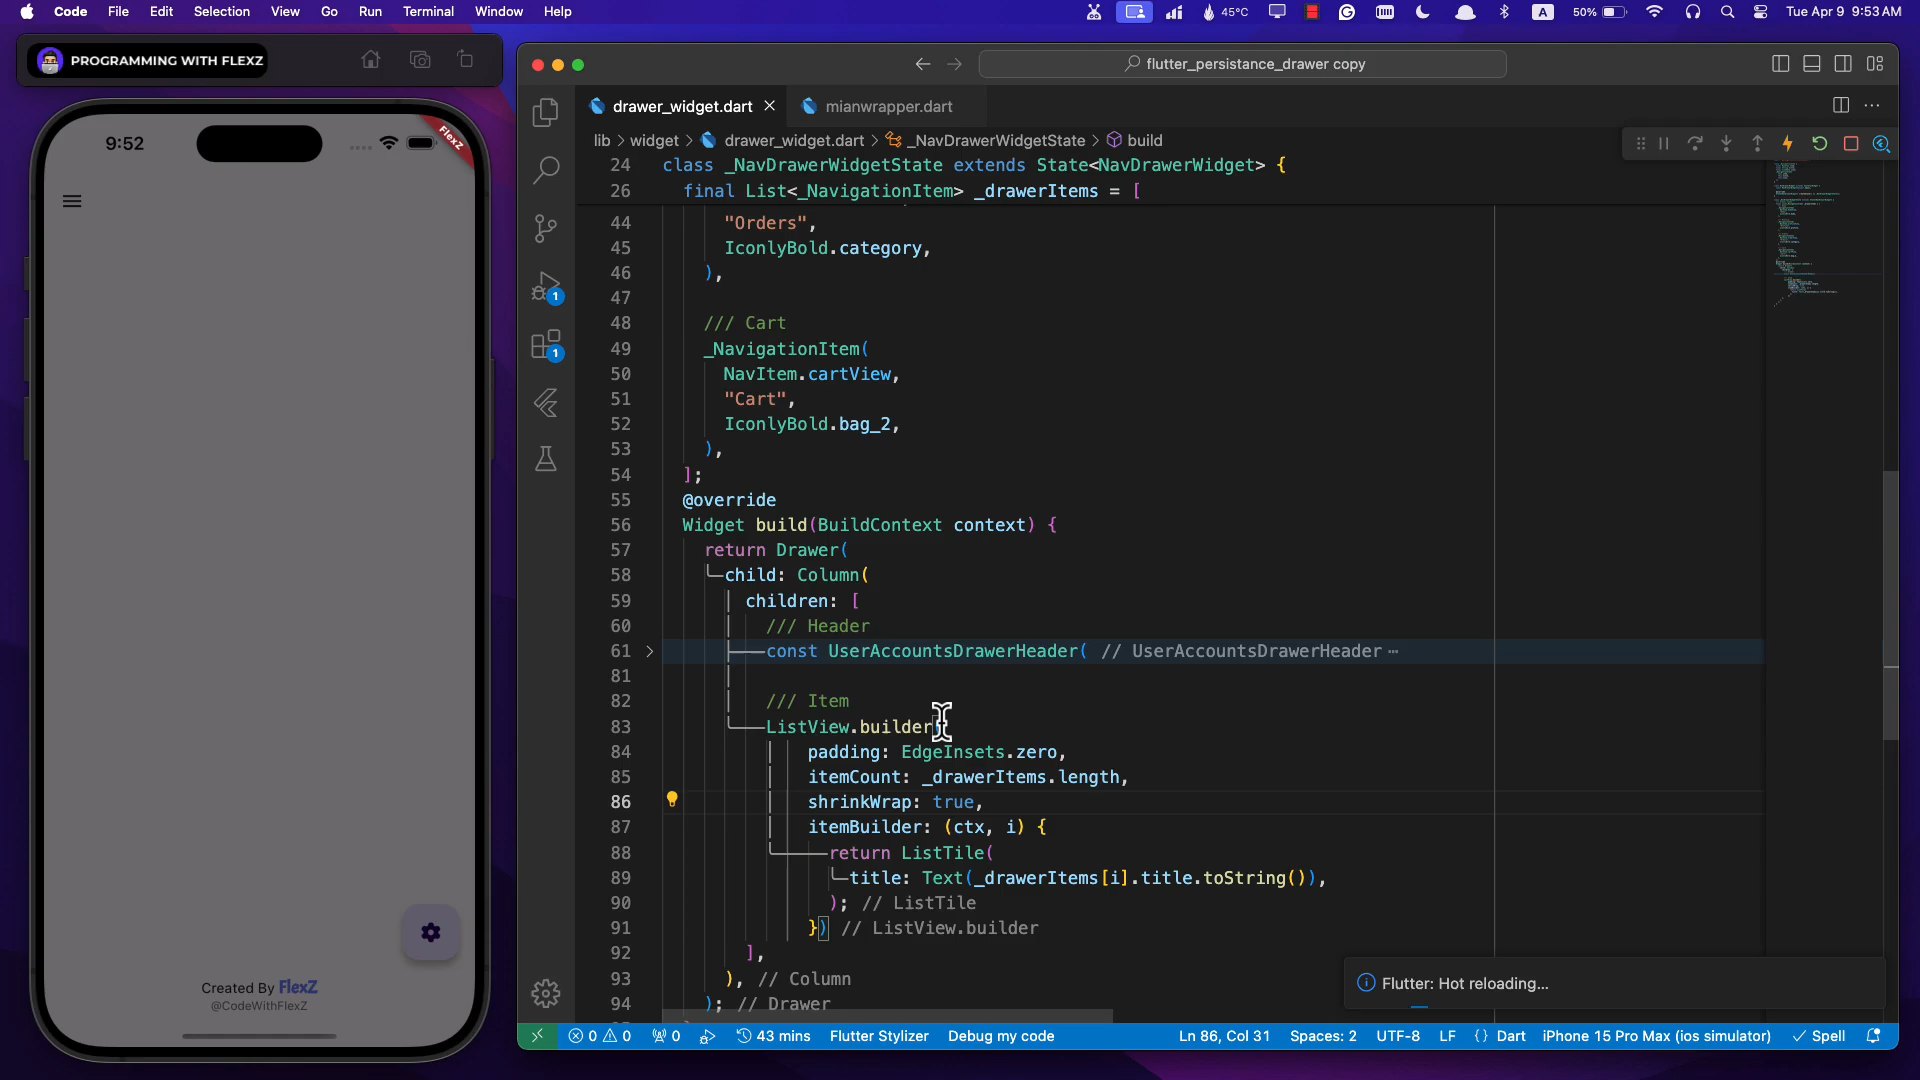 Code File Edit Selection View Go Run Terminal Window Help
45°C A 50% Tue Apr 9 9:53 AM
PROGRAMMING WITH FLEXZ
flutter_persistance_drawer copy
drawer_widget.dart mianwrapper.dart
lib > widget > drawer_widget.dart > _NavDrawerWidgetState > build
9:52
FlexZ
24 class _NavDrawerWidgetState extends State<NavDrawerWidget> {
26 final List<_NavigationItem> _drawerItems = [
44 "Orders",
45 IconlyBold.category,
46 ),
47
48 /// Cart
49 _NavigationItem(
50 NavItem.cartView,
51 "Cart",
52 IconlyBold.bag_2,
53 ),
54 ];
55 @override
56 Widget build(BuildContext context) {
57 return Drawer(
58 child: Column(
59 children: [
60 /// Header
61 const UserAccountsDrawerHeader( // UserAccountsDrawerHeader ⋯
81
82 /// Item
83 ListView.builder(
84 padding: EdgeInsets.zero,
85 itemCount: _drawerItems.length,
86 shrinkWrap: true,
87 itemBuilder: (ctx, i) {
88 return ListTile(
89 title: Text(_drawerItems[i].title.toString()),
90 ); // ListTile
91 }) // ListView.builder
92 ],
93 ), // Column
94 ); // Drawer
1
1
Created By FlexZ
@CodeWithFlexZ
Flutter: Hot reloading...
0 0 0 43 mins Flutter Stylizer Debug my code Ln 86, Col 31 Spaces: 2 UTF-8 LF {} Dart iPhone 15 Pro Max (ios simulator) Spell